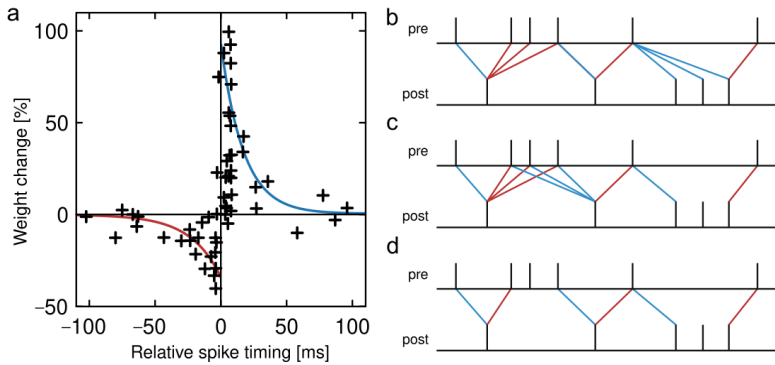 a
Weight change [%]
100
50
0
−50
−100
−50
0
50
100
Relative spike timing [ms]
b
pre
post
c
pre
post
d
pre
post